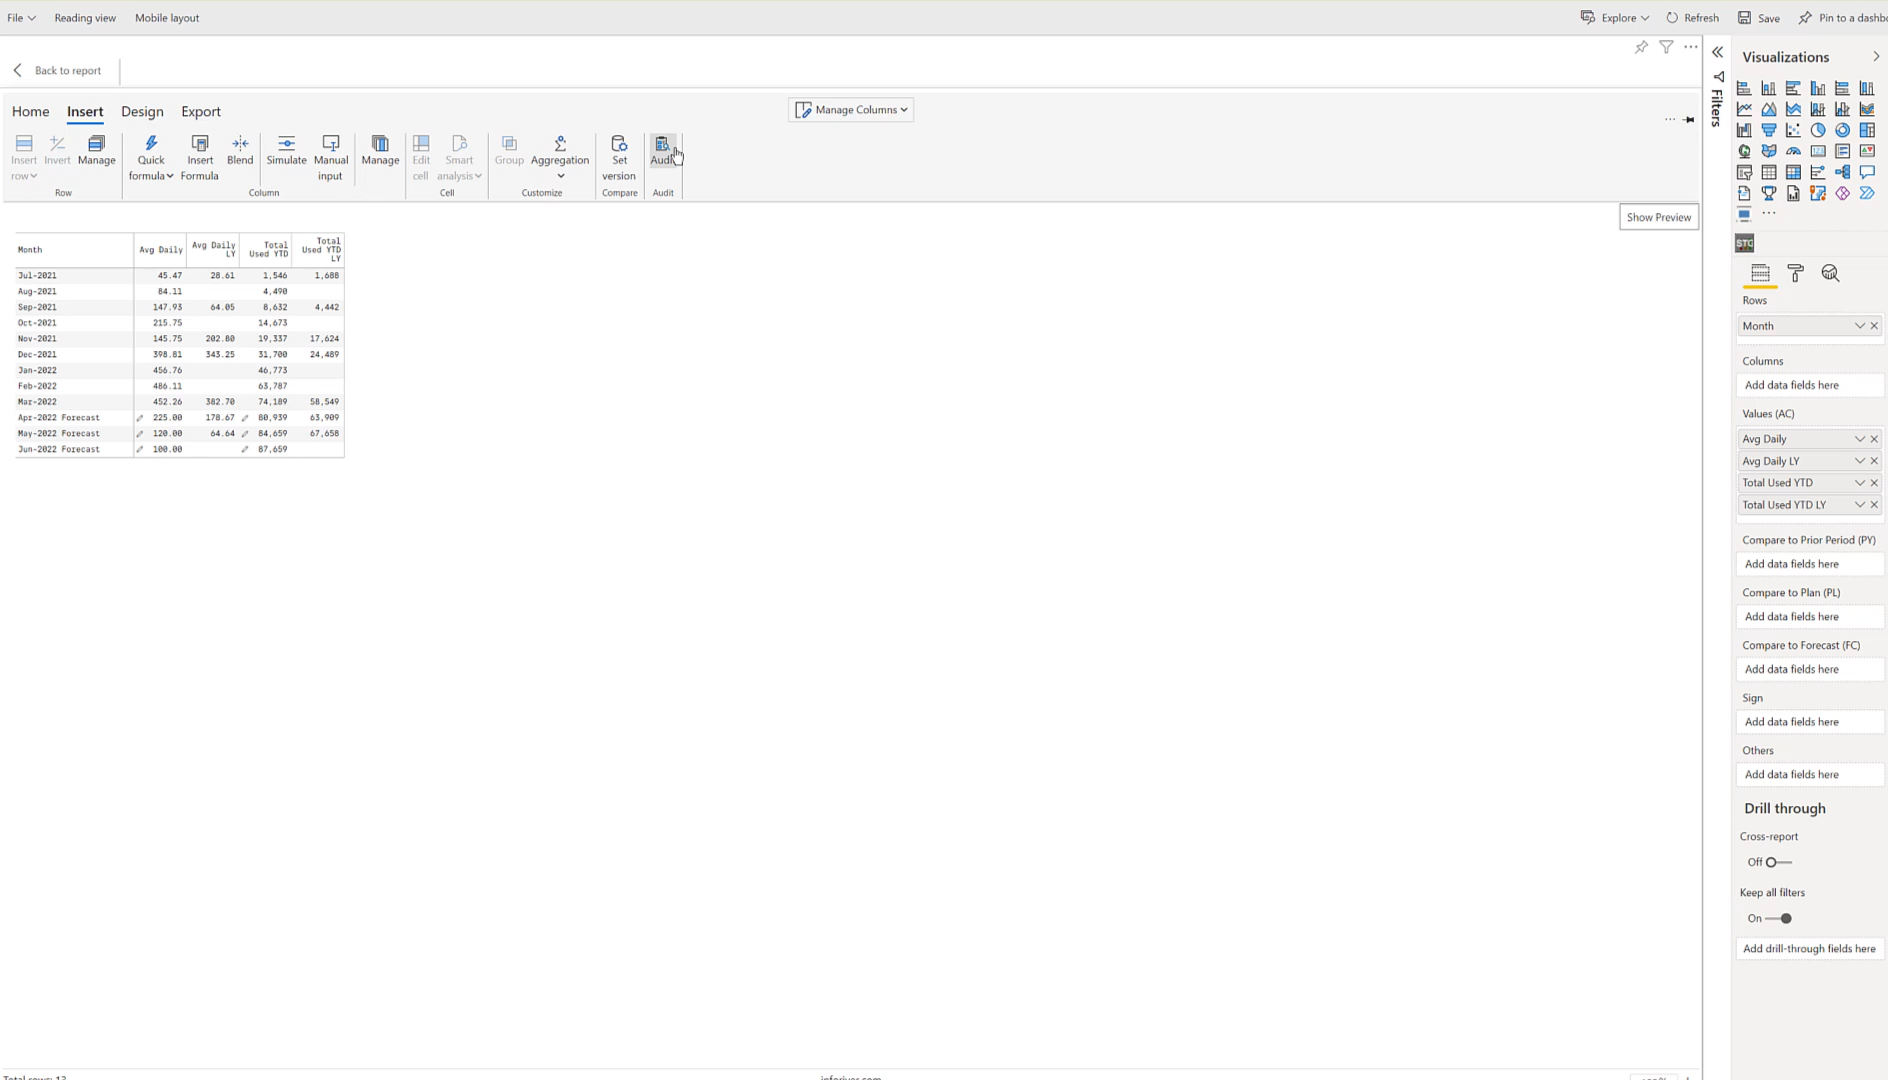 File
Reading view
Mobile layout
Explore
Refresh
Save
Pin to a dashbo
Back to report
Home
Insert
Design
Export
Manage Columns
Insert row
Invert
Manage
Row
Quick formula
Insert Formula
Blend
Simulate
Manual input
Manage
Column
Edit cell
Smart analysis
Cell
Group
Aggregation
Customize
Set version
Compare
Audit
Audit
Show Preview
Month Avg Daily Avg Daily LY Total Used YTD Total Used YTD LY
Jul-2021 45.47 28.61 1,546 1,688
Aug-2021 84.11 4,490
Sep-2021 147.93 64.05 8,632 4,442
Oct-2021 215.75 14,673
Nov-2021 145.75 202.80 19,337 17,624
Dec-2021 398.81 343.25 31,700 24,489
Jan-2022 456.76 46,773
Feb-2022 486.11 63,787
Mar-2022 452.26 382.70 74,189 58,549
Apr-2022 Forecast 225.00 178.67 80,939 63,909
May-2022 Forecast 120.00 64.64 84,659 67,658
Jun-2022 Forecast 100.00 87,659
Filters
Visualizations
STC
Rows
Month
Columns
Add data fields here
Values (AC)
Avg Daily
Avg Daily LY
Total Used YTD
Total Used YTD LY
Compare to Prior Period (PY)
Add data fields here
Compare to Plan (PL)
Add data fields here
Compare to Forecast (FC)
Add data fields here
Sign
Add data fields here
Others
Add data fields here
Drill through
Cross-report
Off
Keep all filters
On
Add drill-through fields here
Total rows: 13
inforiver.com